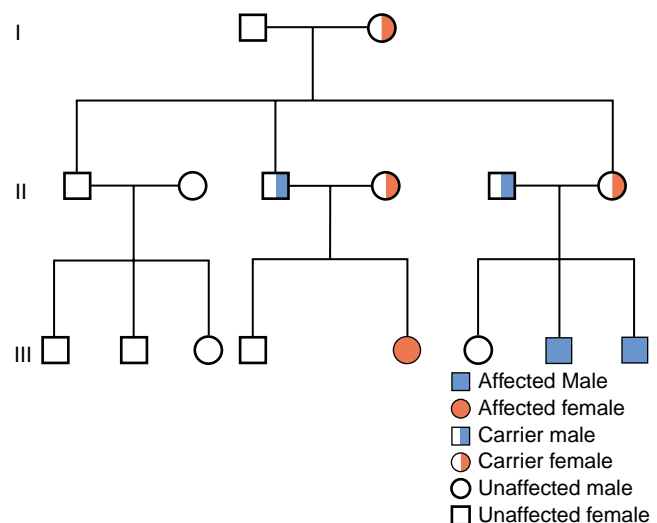 I
II
III
Affected Male
Affected female
Carrier male
Carrier female
Unaffected male
Unaffected female